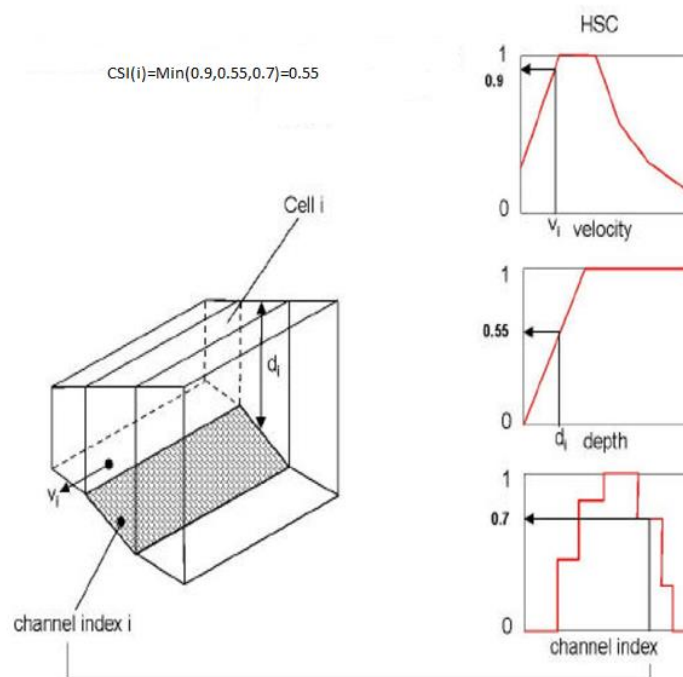 HSC
CSI(i)=Min(0.9,0.55,0.7)=0.55
1
0.9
0
vi velocity
Cell i
di
1
0.55
0
di depth
vi
1
0.7
0
channel index
channel index i